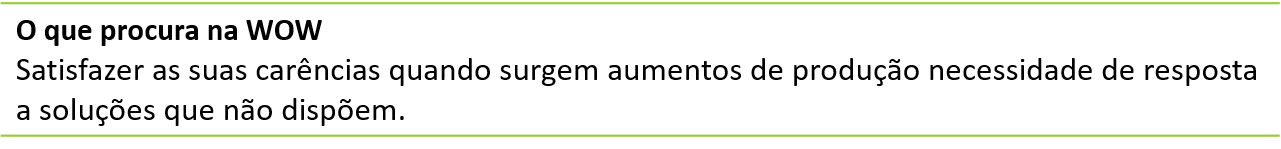 O que procura na WOW
Satisfazer as suas carências quando surgem aumentos de produção necessidade de resposta
a soluções que não dispõem.